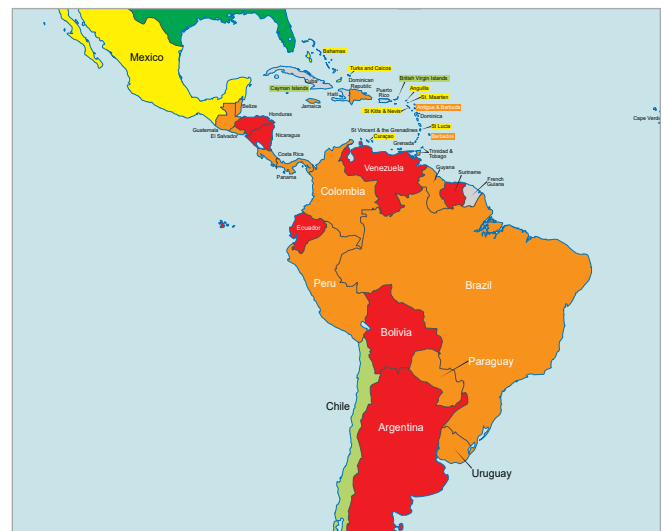 Mexico
Bahamas
Turks and Caicos
Cuba
Dominican
Republic
British Virgin Islands
Cayman Islands
Haiti
Puerto
Rico
Anguilla
St. Maarten
Jamaica
St Kitts & Nevis
Antigua & Barbuda
Dominica
Belize
Honduras
Guatemala
El Salvador
Nicaragua
St Vincent & the Grenadines
Curaçao
St Lucia
Barbados
Grenada
Cape Verde
Costa Rica
Panama
Trinidad &
Tobago
Venezuela
Guyana
Suriname
French
Guiana
Colombia
Ecuador
Peru
Brazil
Bolivia
Paraguay
Chile
Argentina
Uruguay